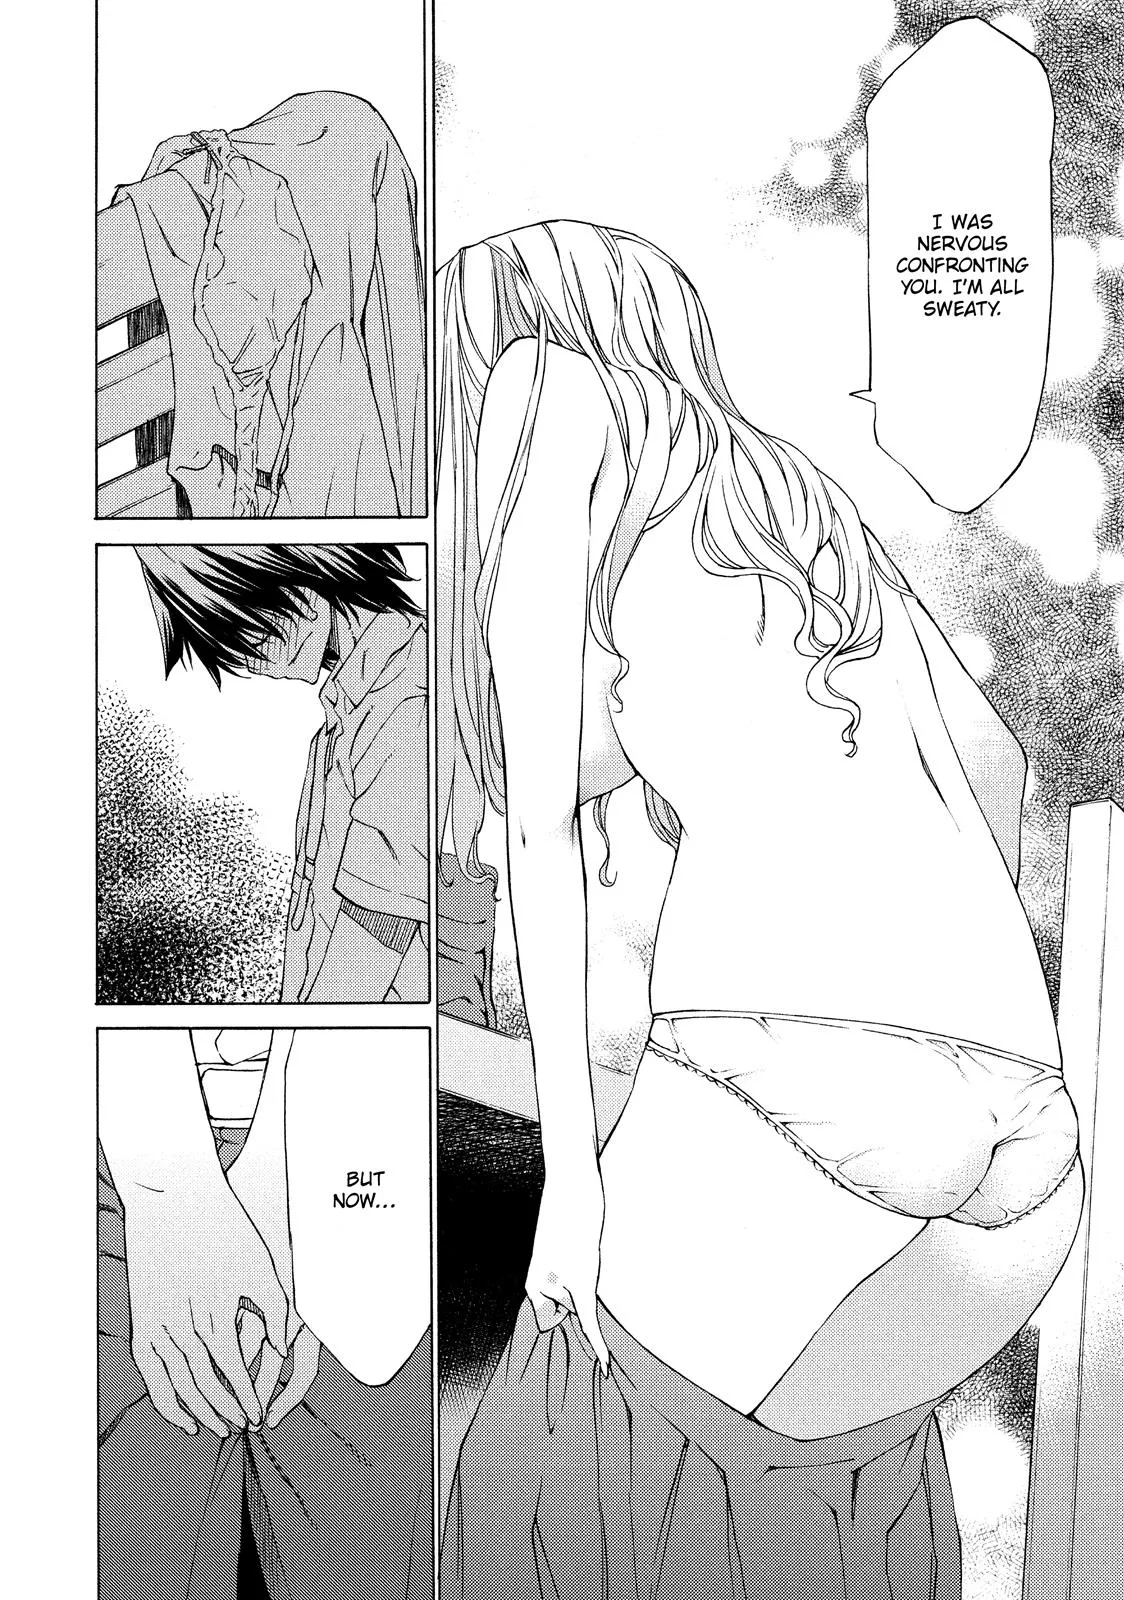 I WAS
NERVOUS
CONFRONTING
YOU. I'M ALL
SWEATY.
BUT
NOW...